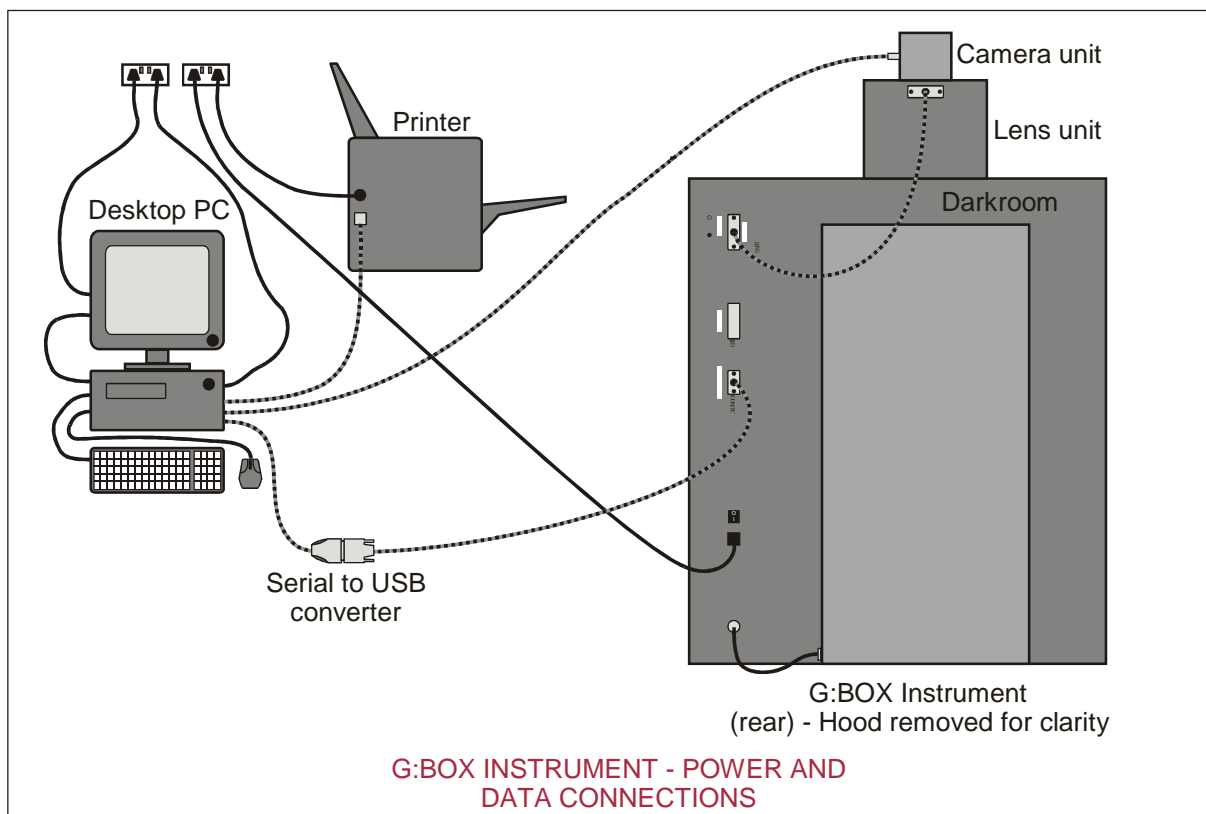 Camera unit
Printer
Lens unit
Desktop PC
Darkroom
Serial to USB
converter
G:BOX Instrument
(rear) - Hood removed for clarity
G:BOX INSTRUMENT - POWER AND
DATA CONNECTIONS